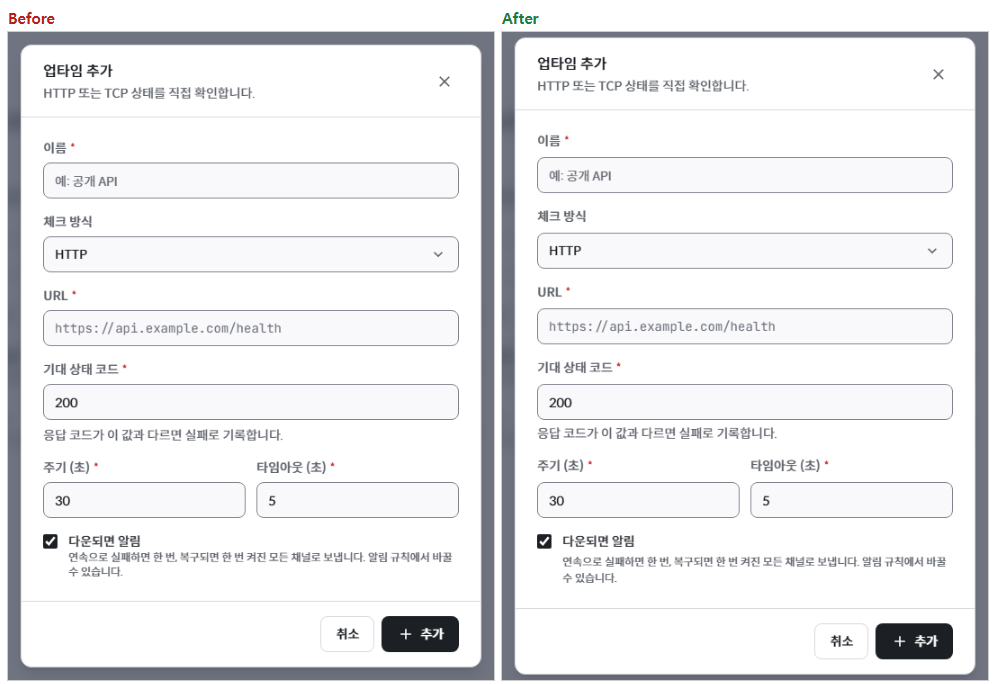 Before
업타임 추가
HTTP 또는 TCP 상태를 직접 확인합니다.
이름 *
예: 공개 API
체크 방식
HTTP
URL *
https://api.example.com/health
기대 상태 코드 *
200
응답 코드가 이 값과 다르면 실패로 기록합니다.
주기 (초) * 타임아웃 (초) *
30 5
다운되면 알림
연속으로 실패하면 한 번, 복구되면 한 번 켜진 모든 채널로 보냅니다. 알림 규칙에서 바꿀
수 있습니다.
취소 + 추가
After
업타임 추가
HTTP 또는 TCP 상태를 직접 확인합니다.
이름 *
예: 공개 API
체크 방식
HTTP
URL *
https://api.example.com/health
기대 상태 코드 *
200
응답 코드가 이 값과 다르면 실패로 기록합니다.
주기 (초) * 타임아웃 (초) *
30 5
다운되면 알림
연속으로 실패하면 한 번, 복구되면 한 번 켜진 모든 채널로 보냅니다. 알림 규칙에서 바꿀
수 있습니다.
취소 + 추가